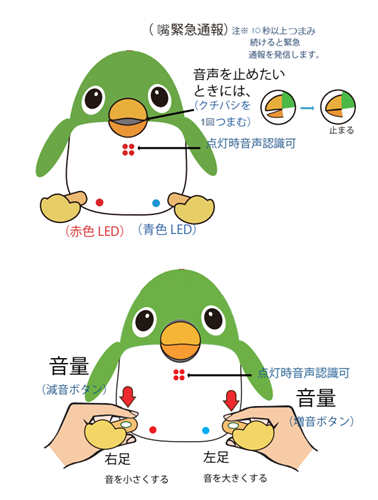 （嘴緊急通報）
注※ 10秒以上つまみ
続けると緊急
通報を発信します。
音声を止めたい
ときには、
（クチバシを
1回つまむ）
止まる
点灯時音声認識可
（赤色 LED）
（青色 LED）
点灯時音声認識可
音量
（減音ボタン）
音量
（増音ボタン）
右足
音を小さくする
左足
音を大きくする